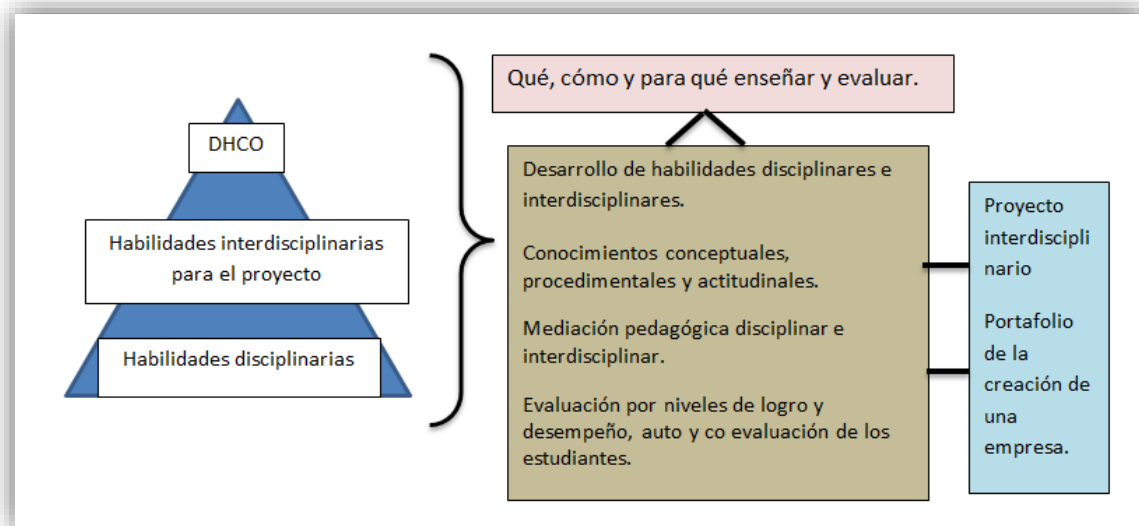 DHCO
Habilidades interdisciplinarias
para el proyecto
Habilidades disciplinarias
Qué, cómo y para qué enseñar y evaluar.
Desarrollo de habilidades disciplinares e
interdisciplinares.
Conocimientos conceptuales,
procedimentales y actitudinales.
Mediación pedagógica disciplinar e
interdisciplinar.
Evaluación por niveles de logro y
desempeño, auto y co evaluación de los
estudiantes.
Proyecto
interdiscipli
nario
Portafolio
de la
creación de
una
empresa.